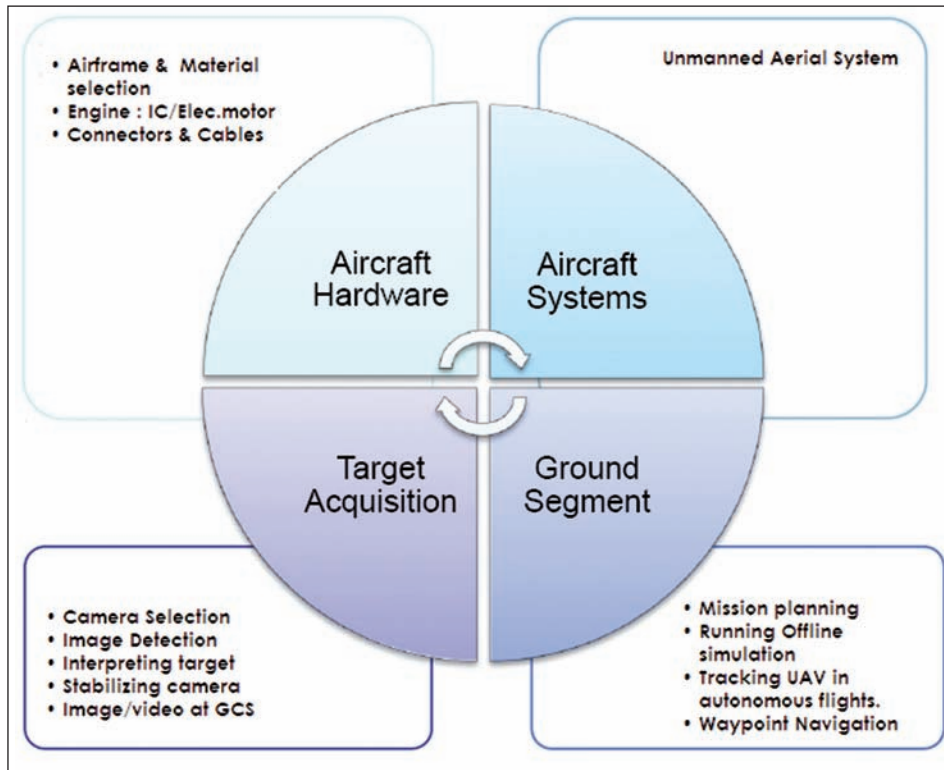 • Airframe & Material
selection
• Engine : IC/Elec.motor
• Connectors & Cables
Unmanned Aerial System
Aircraft
Hardware
Aircraft
Systems
Target
Acquisition
Ground
Segment
• Camera Selection
• Image Detection
• Interpreting target
• Stabilizing camera
• Image/video at GCS
• Mission planning
• Running Offline
simulation
• Tracking UAV in
autonomous flights.
• Waypoint Navigation